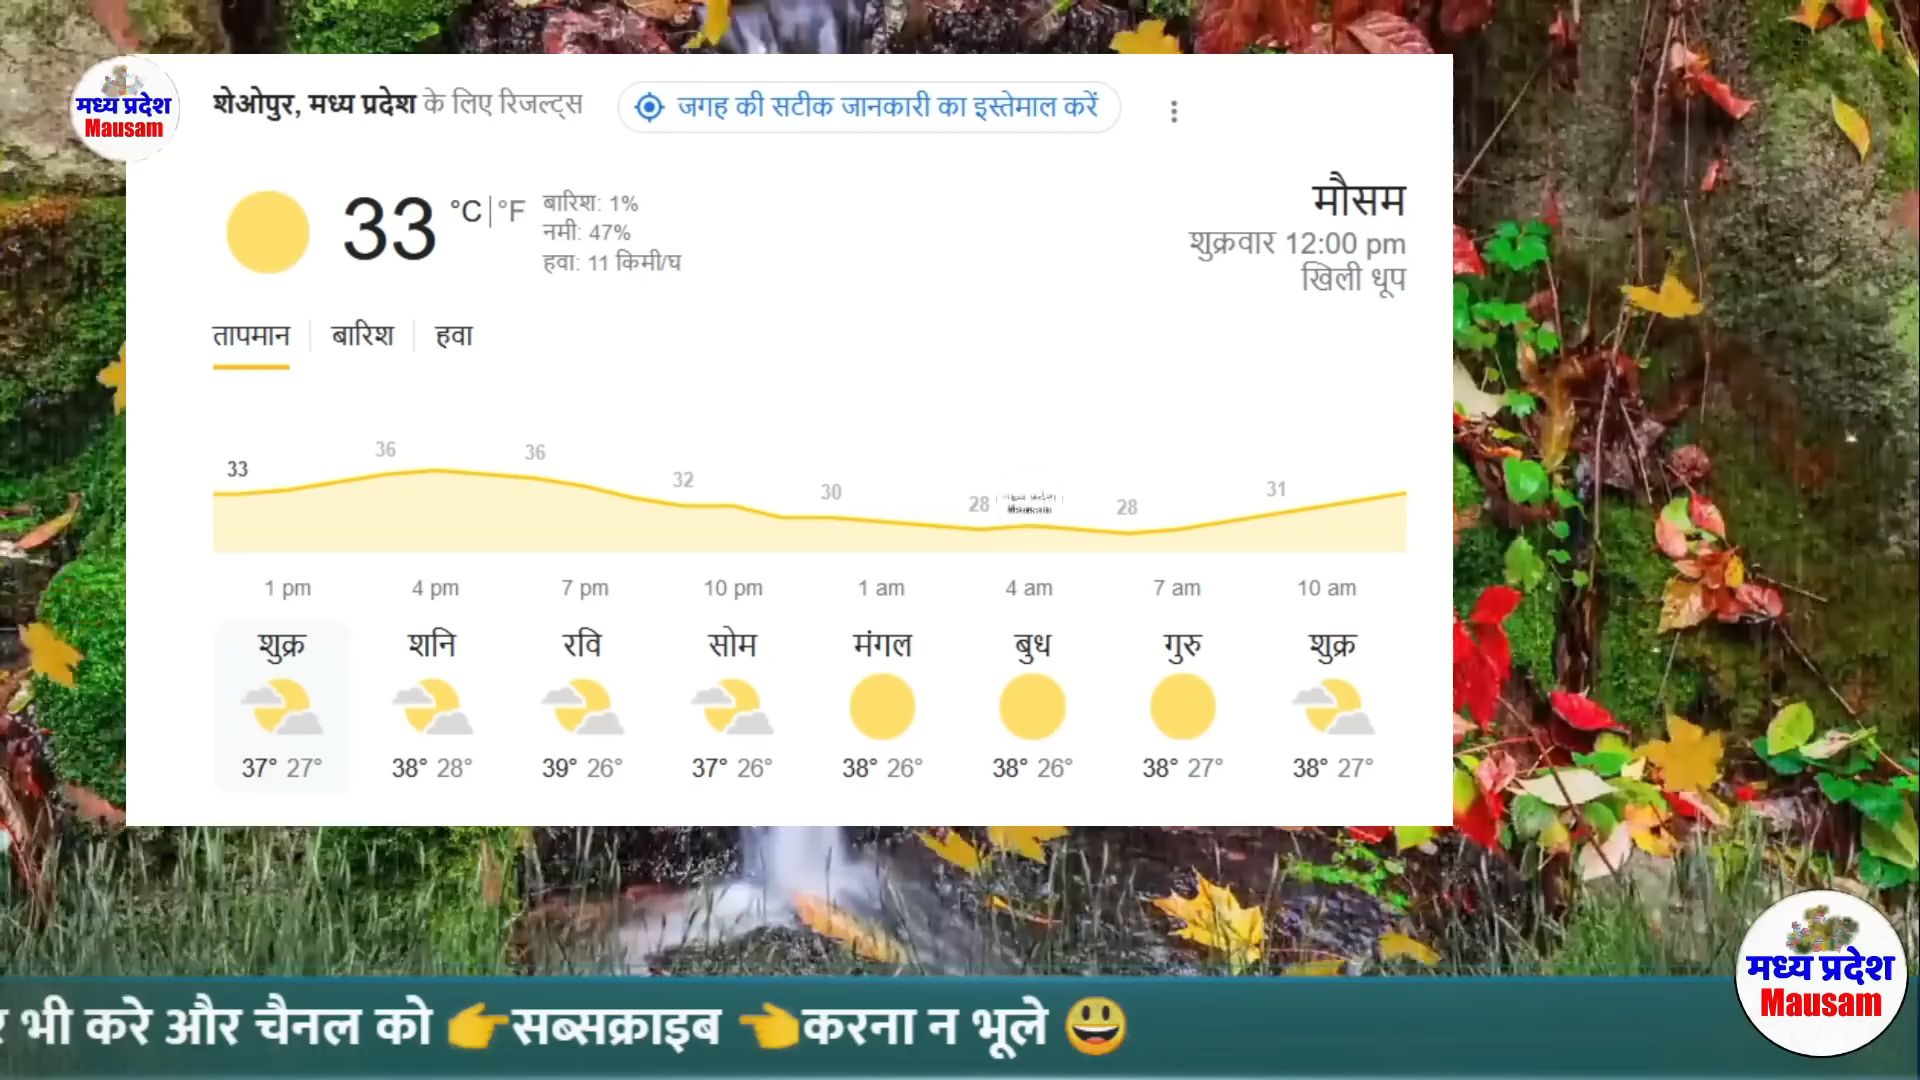 मध्य प्रदेश
Mausam
शेओपुर, मध्य प्रदेश के लिए रिजल्ट्स
जगह की सटीक जानकारी का इस्तेमाल करें
33 °C | °F
बारिश: 1%
नमी: 47%
हवा: 11 किमी/घ
मौसम
शुक्रवार 12:00 pm
खिली धूप
तापमान | बारिश | हवा
33 36 36 32 30 28 28 31
मध्य प्रदेश
Mausam
1 pm 4 pm 7 pm 10 pm 1 am 4 am 7 am 10 am
शुक्र शनि रवि सोम मंगल बुध गुरु शुक्र
37° 27° 38° 28° 39° 26° 37° 26° 38° 26° 38° 26° 38° 27° 38° 27°
भी करे और चैनल को 👉सब्सक्राइब 👈करना न भूले 😃
मध्य प्रदेश
Mausam